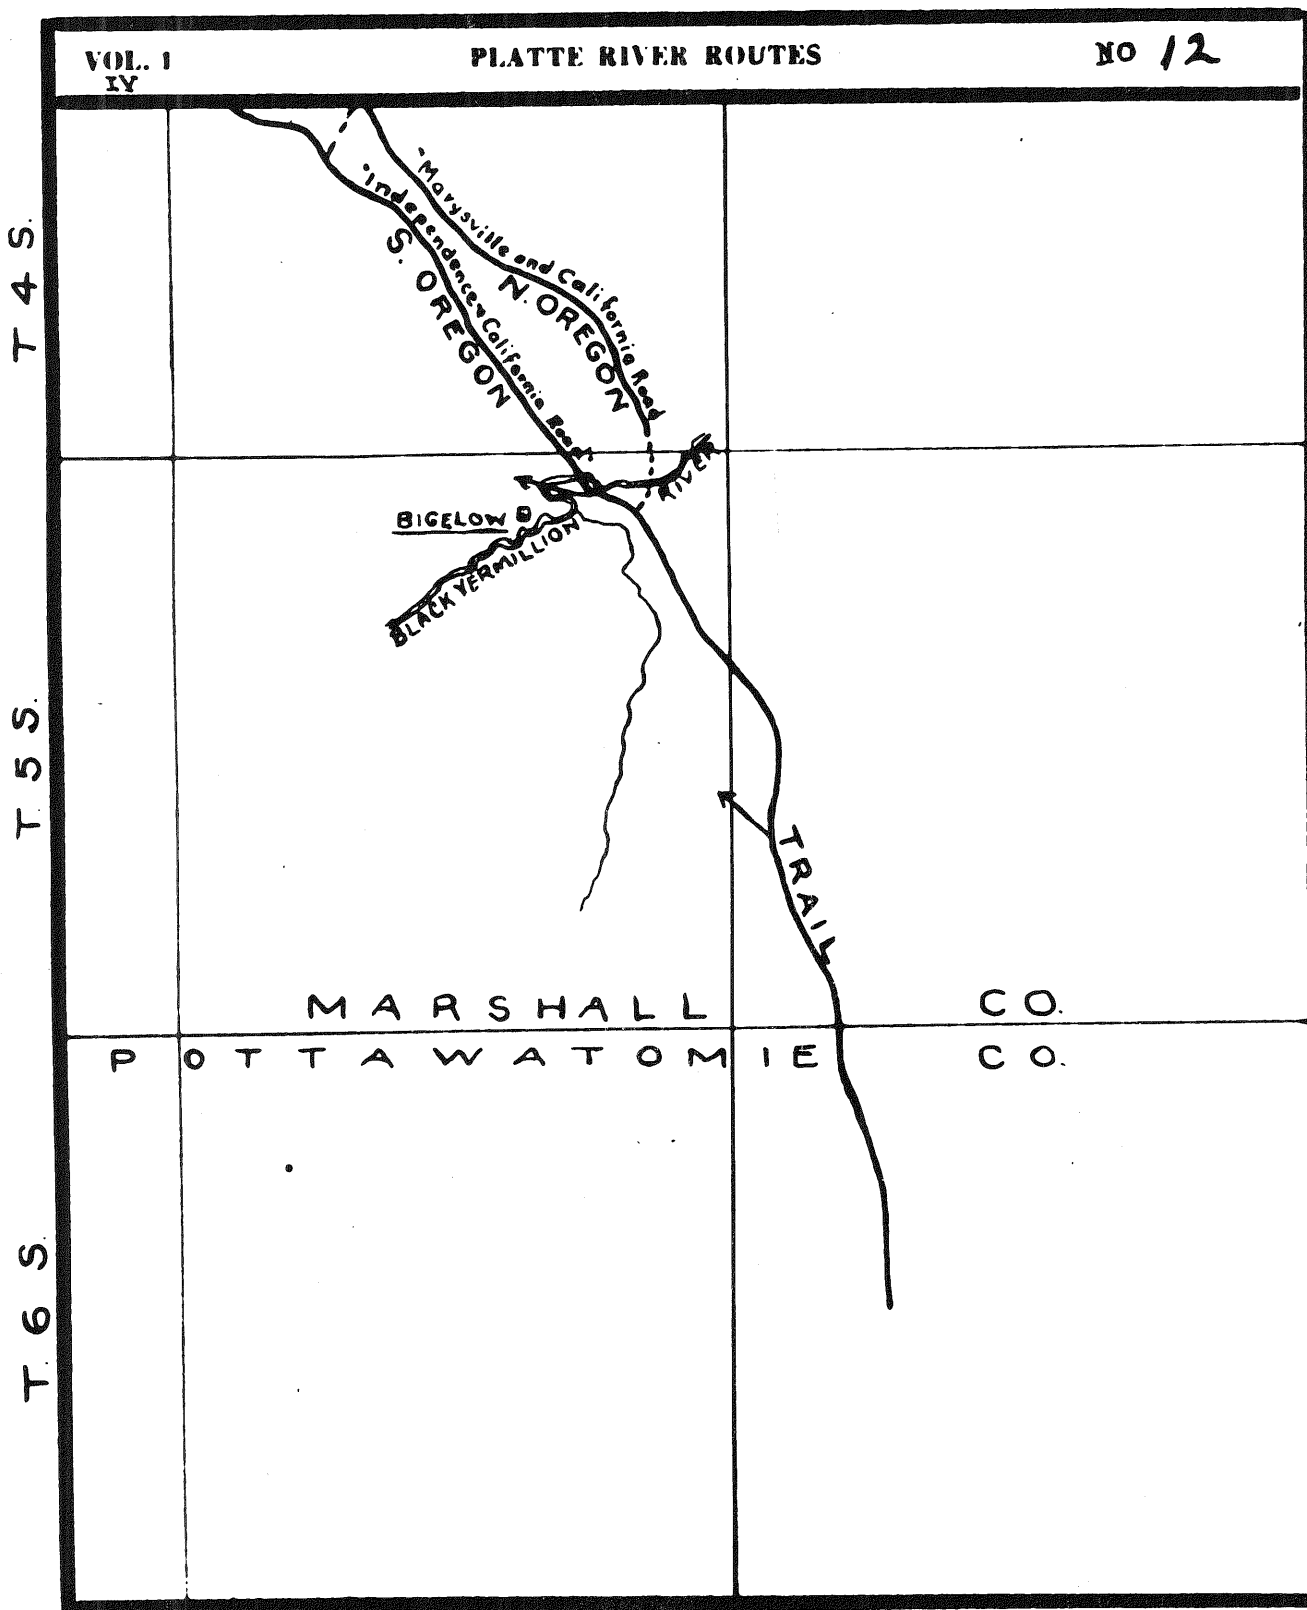 VOL. 1
IV
PLATTE RIVER ROUTES
NO 12
T 4 S.
"Marysville and California Road
N. OREGON
"Independence & California Road"
S. OREGON
RIVER
BIGELOW
BLACK VERMILLION
T. 5 S.
TRAIL
MARSHALL CO.
POTTAWATOMIE CO.
T. 6 S.